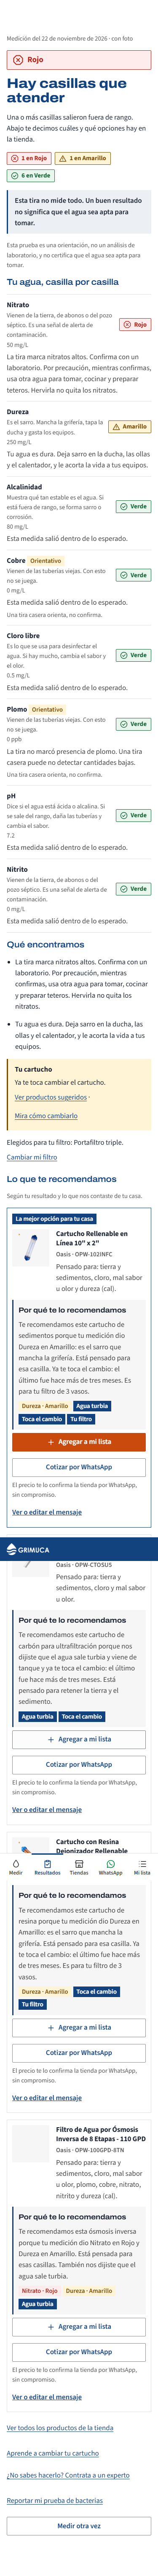 Medición del 22 de noviembre de 2026 · con foto
Rojo
Hay casillas que
atender
Una o más casillas salieron fuera de rango.
Abajo te decimos cuáles y qué opciones hay en
la tienda.
1 en Rojo
1 en Amarillo
6 en Verde
Esta tira no mide todo. Un buen resultado
no significa que el agua sea apta para
tomar.
Esta prueba es una orientación, no un análisis de
laboratorio, y no certifica que el agua sea apta para
tomar.
Tu agua, casilla por casilla
Nitrato
Vienen de la tierra, de abonos o del pozo
séptico. Es una señal de alerta de
contaminación.
50 mg/L
Rojo
La tira marca nitratos altos. Confirma con un
laboratorio. Por precaución, mientras confirmas,
usa otra agua para tomar, cocinar y preparar
teteros. Hervirla no quita los nitratos.
Dureza
Es el sarro. Mancha la grifería, tapa la
ducha y gasta los equipos.
250 mg/L
Amarillo
Tu agua es dura. Deja sarro en la ducha, las ollas
y el calentador, y le acorta la vida a tus equipos.
Alcalinidad
Muestra qué tan estable es el agua. Si
está fuera de rango, se forma sarro o
corrosión.
80 mg/L
Verde
Esta medida salió dentro de lo esperado.
Cobre Orientativo
Vienen de las tuberías viejas. Con esto
no se juega.
0 mg/L
Verde
Esta medida salió dentro de lo esperado.
Una tira casera orienta, no confirma.
Cloro libre
Es lo que se usa para desinfectar el
agua. Si hay mucho, cambia el sabor y
el olor.
0.5 mg/L
Verde
Esta medida salió dentro de lo esperado.
Plomo Orientativo
Vienen de las tuberías viejas. Con esto
no se juega.
0 ppb
Verde
La tira no marcó presencia de plomo. Una tira
casera puede no detectar cantidades bajas.
Una tira casera orienta, no confirma.
pH
Dice si el agua está ácida o alcalina. Si
se sale del rango, daña las tuberías y
cambia el sabor.
7.2
Verde
Esta medida salió dentro de lo esperado.
Nitrito
Vienen de la tierra, de abonos o del
pozo séptico. Es una señal de alerta de
contaminación.
0 mg/L
Verde
Esta medida salió dentro de lo esperado.
Qué encontramos
• La tira marca nitratos altos. Confirma con un
laboratorio. Por precaución, mientras
confirmas, usa otra agua para tomar, cocinar
y preparar teteros. Hervirla no quita los
nitratos.
• Tu agua es dura. Deja sarro en la ducha, las
ollas y el calentador, y le acorta la vida a tus
equipos.
Tu cartucho
Ya te toca cambiar el cartucho.
Ver productos sugeridos ·
Mira cómo cambiarlo
Elegidos para tu filtro: Portafiltro triple.
Cambiar mi filtro
Lo que te recomendamos
Según tu resultado y lo que nos contaste de tu casa.
La mejor opción para tu casa
Cartucho Rellenable en
Línea 10" x 2"
Oasis · OPW-102INFC
Pensado para: tierra y
sedimentos, cloro, mal sabor
u olor y dureza (cal).
Por qué te lo recomendamos
Te recomendamos este cartucho de
sedimentos porque tu medición dio
Dureza en Amarillo: es el sarro que
mancha la grifería. Está pensado para
esa casilla. Ya te toca el cambio: el
último fue hace más de tres meses. Es
para tu filtro de 3 vasos.
Dureza · Amarillo
Agua turbia
Toca el cambio
Tu filtro
Agregar a mi lista
Cotizar por WhatsApp
El precio te lo confirma la tienda por WhatsApp,
sin compromiso.
Ver o editar el mensaje
GRIMUCA
Oasis · OPW-CTOSUS
Pensado para: tierra y
sedimentos, cloro y mal sabor
u olor.
Por qué te lo recomendamos
Te recomendamos este cartucho de
carbón para ultrafiltración porque nos
dijiste que el agua sale turbia y viene de
tanque y ya te toca el cambio: el último
fue hace más de tres meses. Está
pensado para retener la tierra y el
sedimento.
Agua turbia
Toca el cambio
Agregar a mi lista
Cotizar por WhatsApp
El precio te lo confirma la tienda por WhatsApp,
sin compromiso.
Ver o editar el mensaje
Cartucho con Resina
Deionizador Rellenable
Medir
Resultados
Tiendas
WhatsApp
Mi lista
Por qué te lo recomendamos
Te recomendamos este cartucho de
resina porque tu medición dio Dureza en
Amarillo: es el sarro que mancha la
grifería. Está pensado para esa casilla. Ya
te toca el cambio: el último fue hace más
de tres meses. Es para tu filtro de 3
vasos.
Dureza · Amarillo
Toca el cambio
Tu filtro
Agregar a mi lista
Cotizar por WhatsApp
El precio te lo confirma la tienda por WhatsApp,
sin compromiso.
Ver o editar el mensaje
Filtro de Agua por Ósmosis
Inversa de 8 Etapas - 110 GPD
Oasis · OPW-100GPD-8TN
Pensado para: tierra y
sedimentos, cloro, mal sabor
u olor, plomo, cobre, nitrato,
nitrito y dureza (cal).
Por qué te lo recomendamos
Te recomendamos esta ósmosis inversa
porque tu medición dio Nitrato en Rojo y
Dureza en Amarillo. Está pensada para
esas casillas. También nos dijiste que el
agua sale turbia.
Nitrato · Rojo
Dureza · Amarillo
Agua turbia
Agregar a mi lista
Cotizar por WhatsApp
El precio te lo confirma la tienda por WhatsApp,
sin compromiso.
Ver o editar el mensaje
Ver todos los productos de la tienda
Aprende a cambiar tu cartucho
¿No sabes hacerlo? Contrata a un experto
Reportar mi prueba de bacterias
Medir otra vez